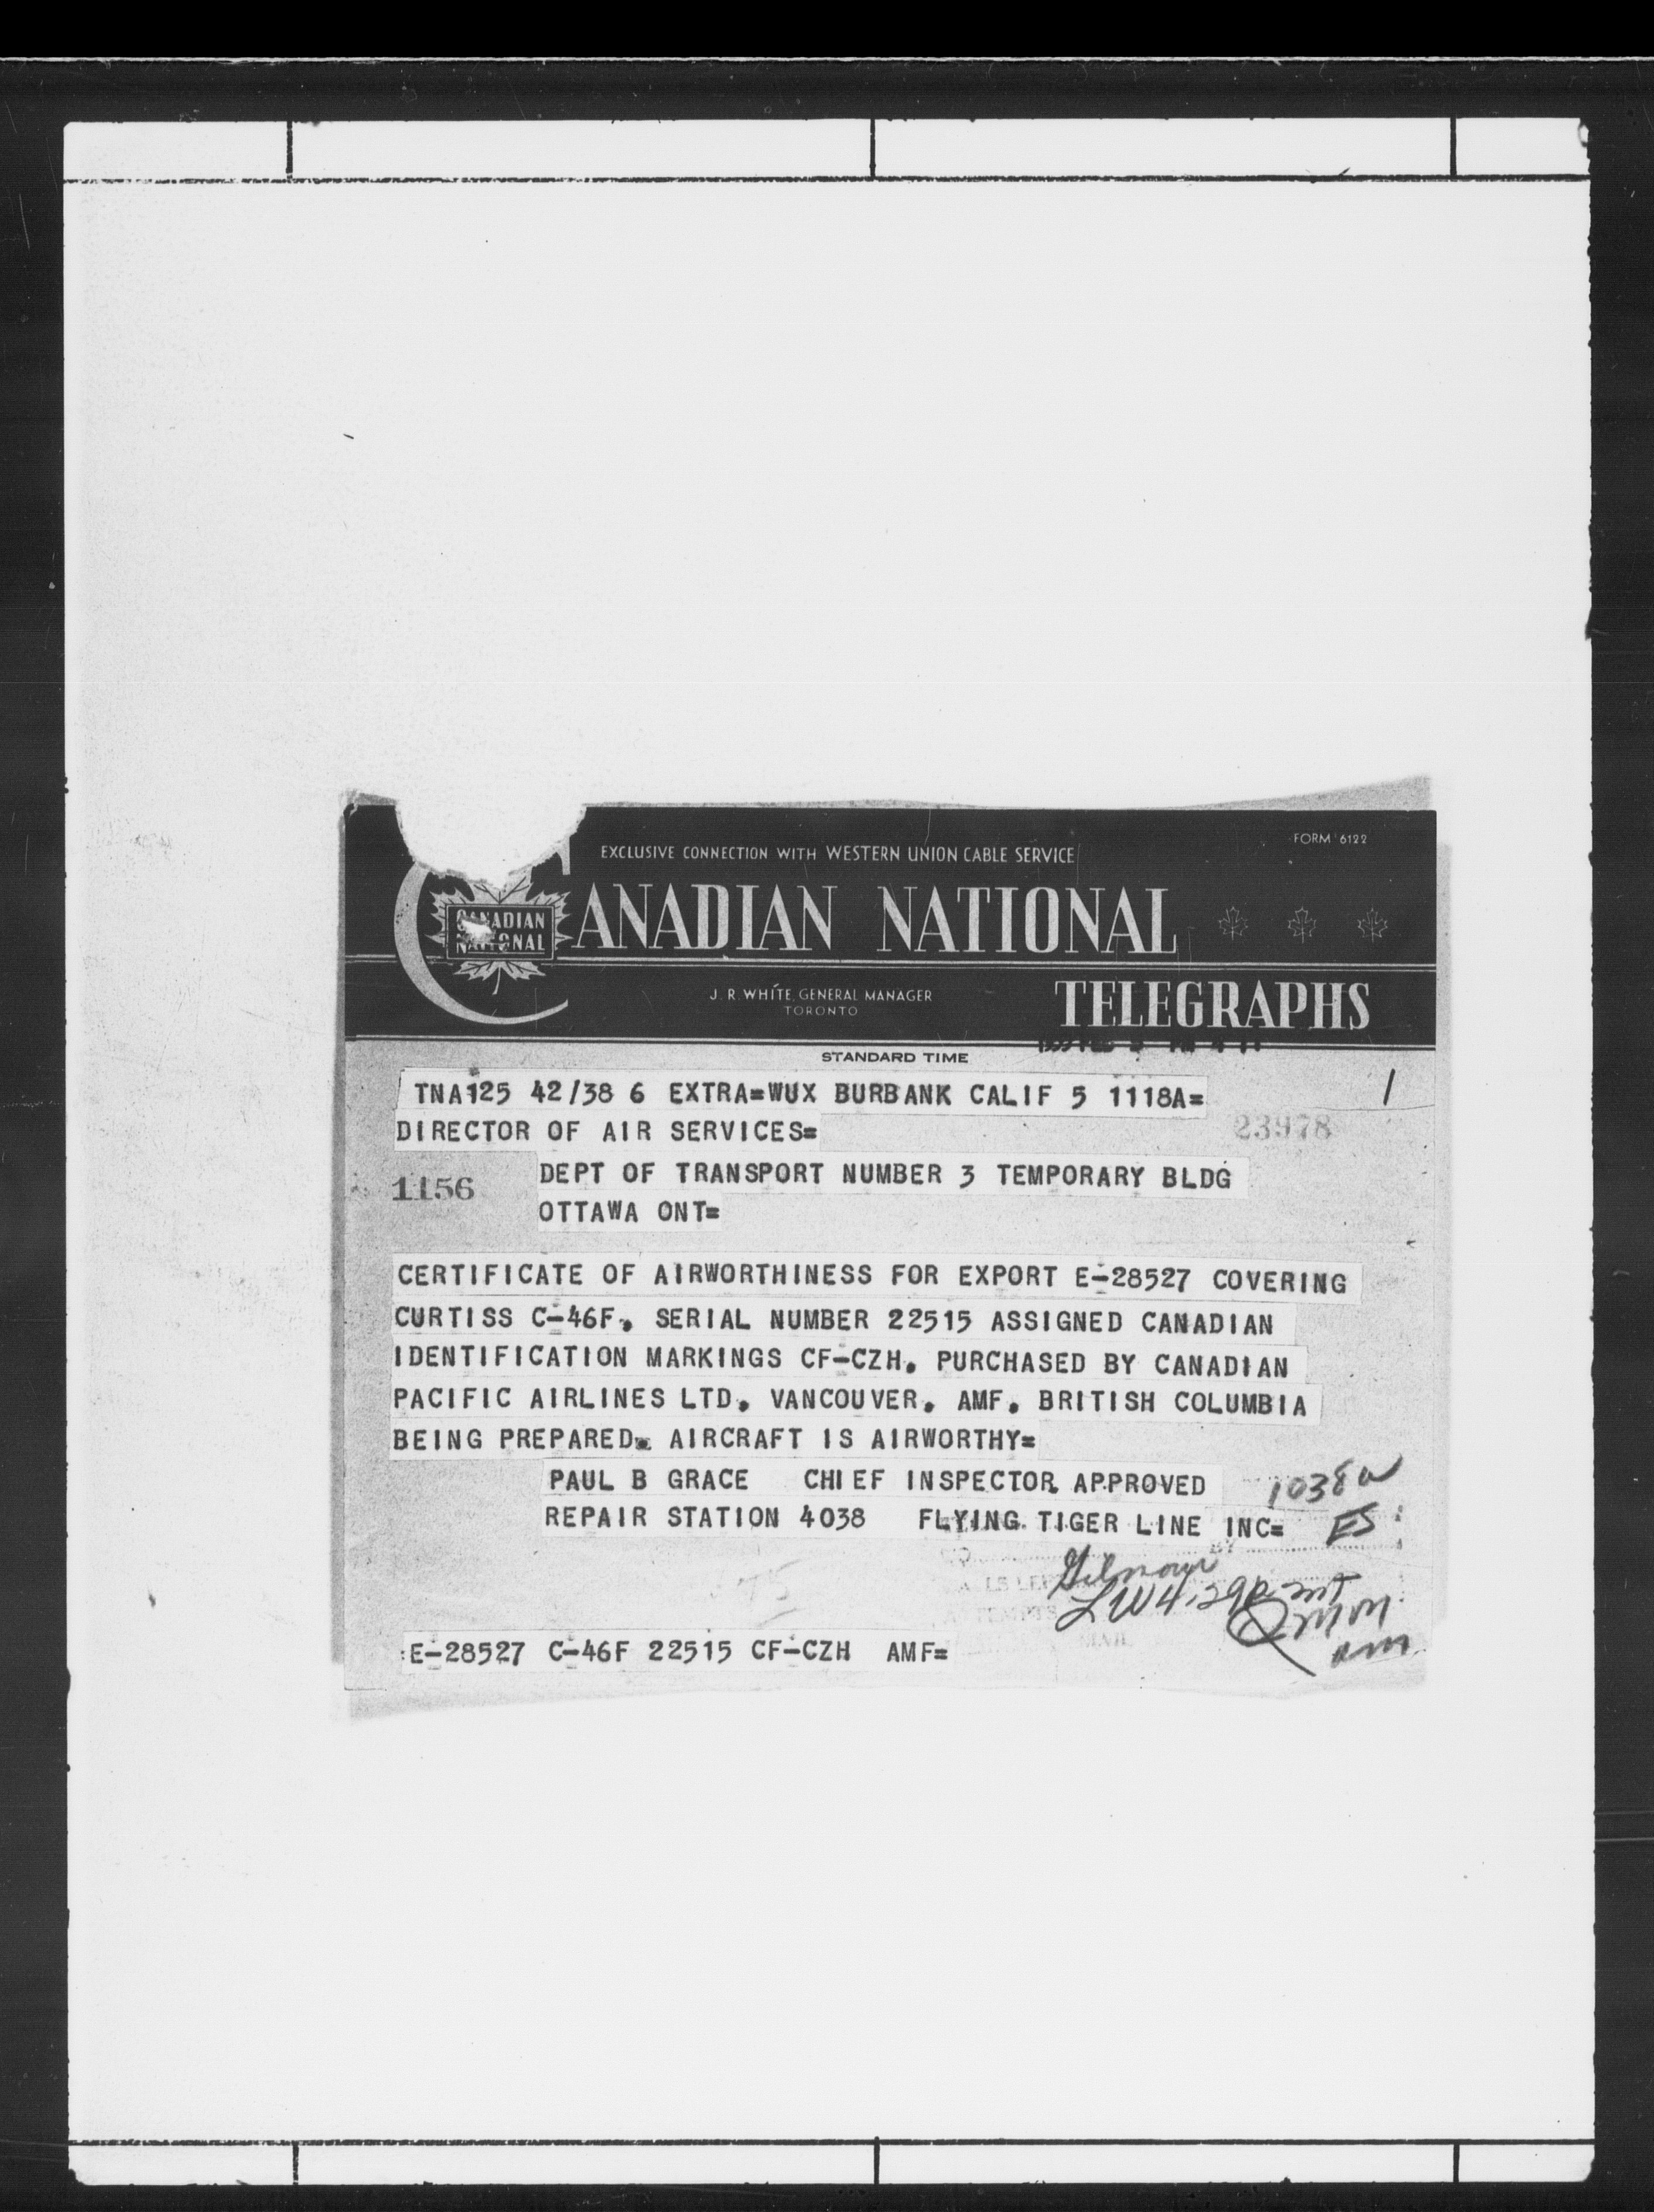 FORM 6122
EXCLUSIVE CONNECTION WITH WESTERN UNION CABLE SERVICE
CANADIAN NATIONAL
CANADIAN
NATIONAL
J. R. WHITE, GENERAL MANAGER
TORONTO
TELEGRAPHS
STANDARD TIME
TNA125 42/38 6 EXTRA=WUX BURBANK CALIF 5 1118A=
DIRECTOR OF AIR SERVICES=
23978
DEPT OF TRANSPORT NUMBER 3 TEMPORARY BLDG
1156
OTTAWA ONT=
CERTIFICATE OF AIRWORTHINESS FOR EXPORT E-28527 COVERING
CURTISS C-46F, SERIAL NUMBER 22515 ASSIGNED CANADIAN
IDENTIFICATION MARKINGS CF-CZH, PURCHASED BY CANADIAN
PACIFIC AIRLINES LTD, VANCOUVER, AMF, BRITISH COLUMBIA
BEING PREPARED. AIRCRAFT IS AIRWORTHY=
PAUL B GRACE CHIEF INSPECTOR APPROVED
REPAIR STATION 4038 FLYING TIGER LINE INC=
ES
Gilmour
E-28527 C-46F 22515 CF-CZH AMF=